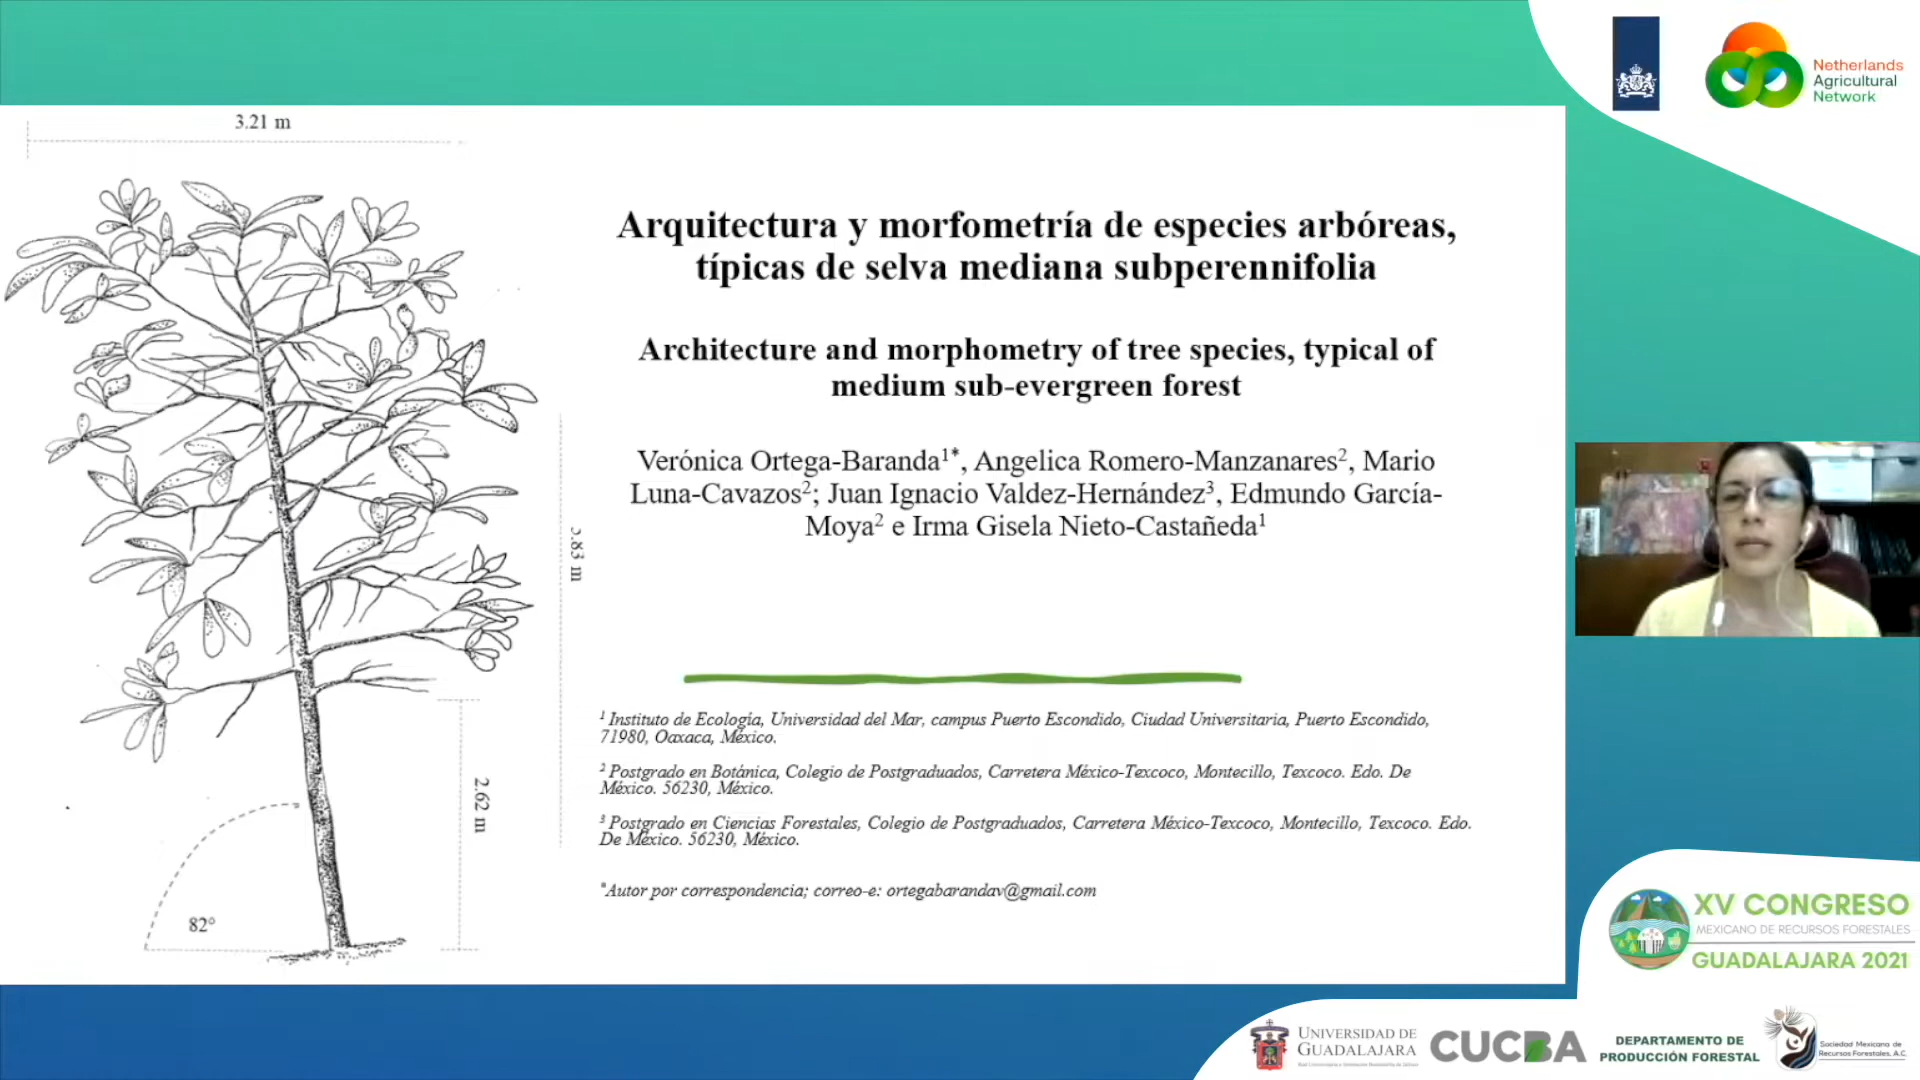 Netherlands
Agricultural
Network
3.21 m
Arquitectura y morfometría de especies arbóreas,
típicas de selva mediana subperennifolia
Architecture and morphometry of tree species, typical of
medium sub-evergreen forest
Verónica Ortega-Baranda¹*, Angelica Romero-Manzanares², Mario
Luna-Cavazos²; Juan Ignacio Valdez-Hernández³, Edmundo García-
Moya² e Irma Gisela Nieto-Castañeda¹
.83 m
2.62 m
82°
¹ Instituto de Ecología, Universidad del Mar, campus Puerto Escondido, Ciudad Universitaria, Puerto Escondido,
71980, Oaxaca, México.
² Postgrado en Botánica, Colegio de Postgraduados, Carretera México-Texcoco, Montecillo, Texcoco. Edo. De
México. 56230, México.
³ Postgrado en Ciencias Forestales, Colegio de Postgraduados, Carretera México-Texcoco, Montecillo, Texcoco. Edo.
De México. 56230, México.
*Autor por correspondencia; correo-e: ortegabarandav@gmail.com
XV CONGRESO
MEXICANO DE RECURSOS FORESTALES
GUADALAJARA 2021
UNIVERSIDAD DE
GUADALAJARA
CUCBA
DEPARTAMENTO DE
PRODUCCIÓN FORESTAL
Sociedad Mexicana de
Recursos Forestales, A.C.